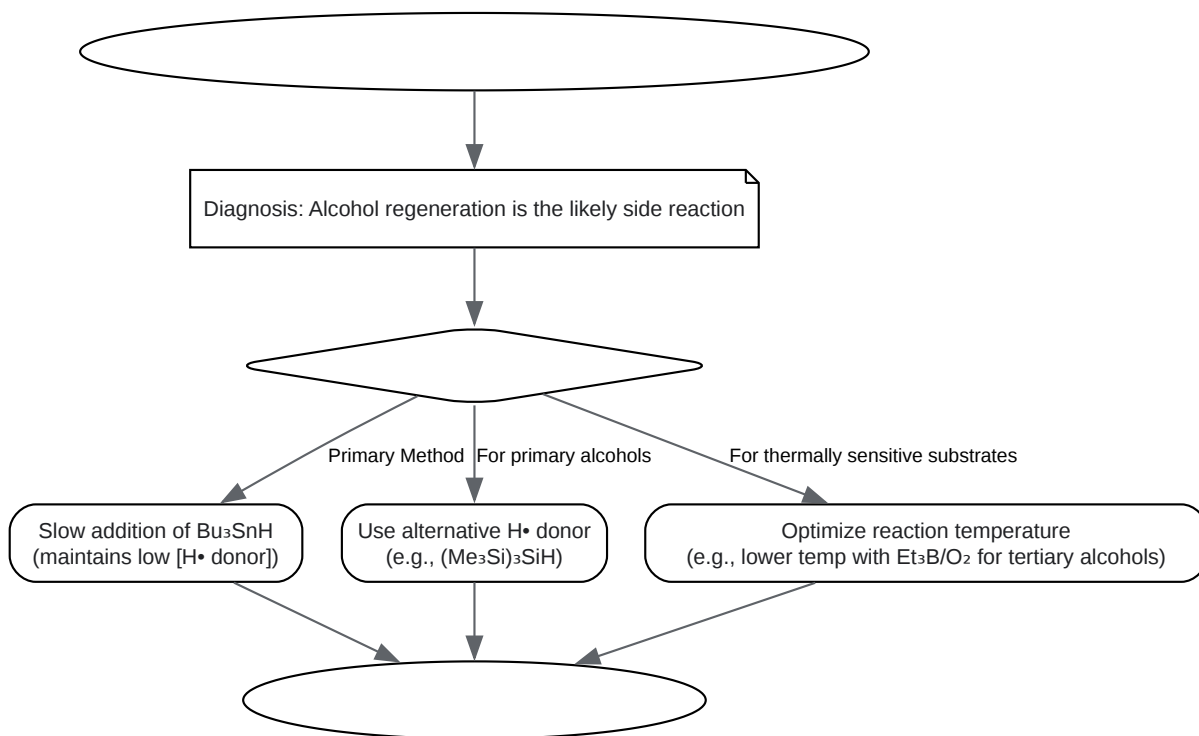 Diagnosis: Alcohol regeneration is the likely side reaction
Primary Method
For primary alcohols
For thermally sensitive substrates
Slow addition of Bu₃SnH
(maintains low [H• donor])
Use alternative H• donor
(e.g., (Me₃Si)₃SiH)
Optimize reaction temperature
(e.g., lower temp with Et₃B/O₂ for tertiary alcohols)